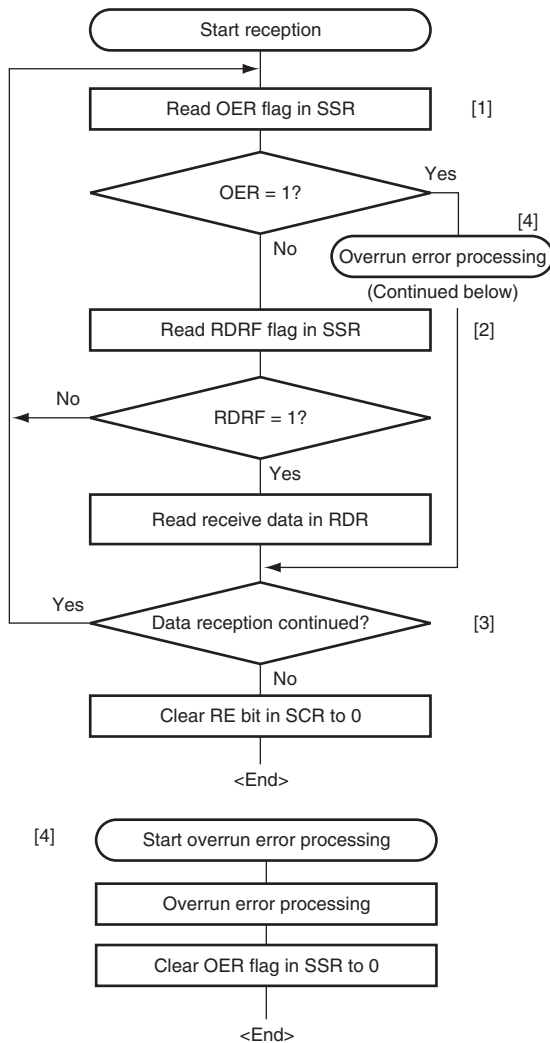 Start reception
Read OER flag in SSR
[1]
OER = 1?
Yes
No
[4]
Overrun error processing
(Continued below)
Read RDRF flag in SSR
[2]
No
RDRF = 1?
Yes
Read receive data in RDR
Yes
Data reception continued?
[3]
No
Clear RE bit in SCR to 0
<End>
[4]
Start overrun error processing
Overrun error processing
Clear OER flag in SSR to 0
<End>